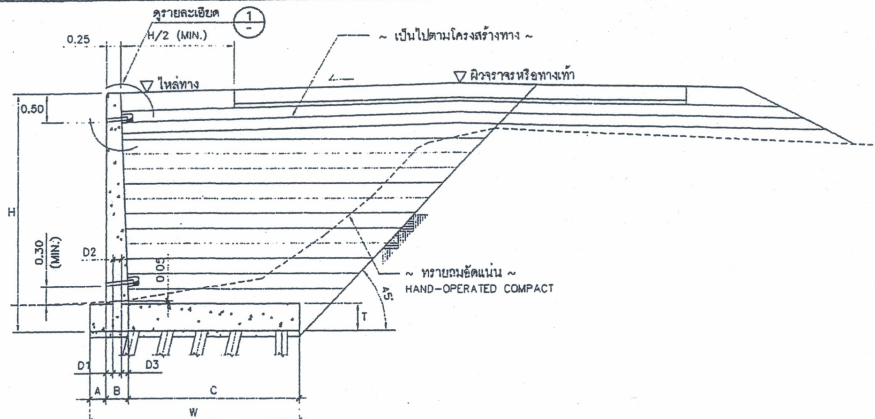 ดูรายละเอียด
1
-
0.25
H/2 (MIN.)
~ เป็นไปตามโครงสร้างทาง ~
ไหล่ทาง
ผิวจราจรหรือทางเท้า
0.50
H
D2
0.30
(MIN.)
0.05
~ ทรายถมอัดแน่น ~
HAND-OPERATED COMPACT
45°
T
D1
D3
A
B
C
W